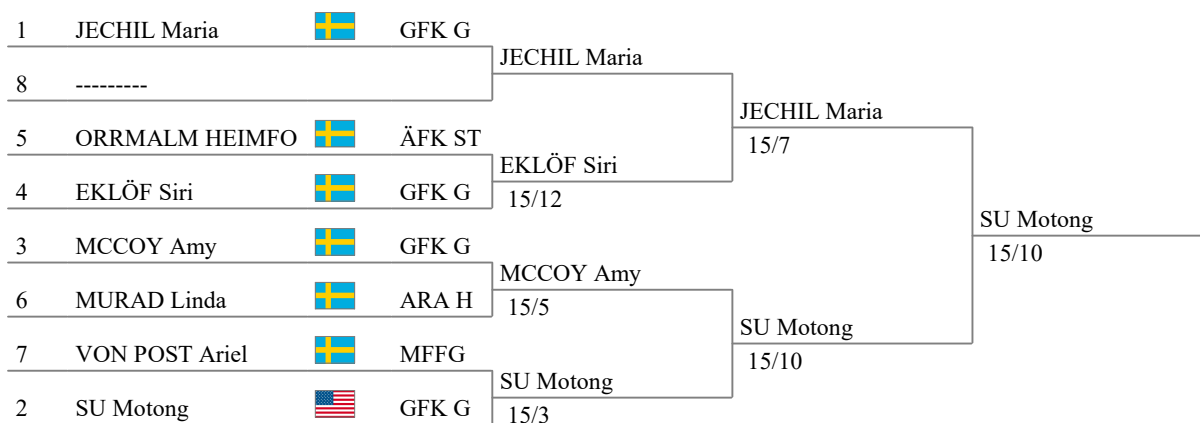 1 JECHIL Maria GFK G
JECHIL Maria
8 ---------
JECHIL Maria
15/7
5 ORRMALM HEIMFO ÄFK ST
EKLÖF Siri
15/12
4 EKLÖF Siri GFK G
SU Motong
15/10
3 MCCOY Amy GFK G
MCCOY Amy
15/5
6 MURAD Linda ARA H
SU Motong
15/10
7 VON POST Ariel MFFG
SU Motong
15/3
2 SU Motong GFK G